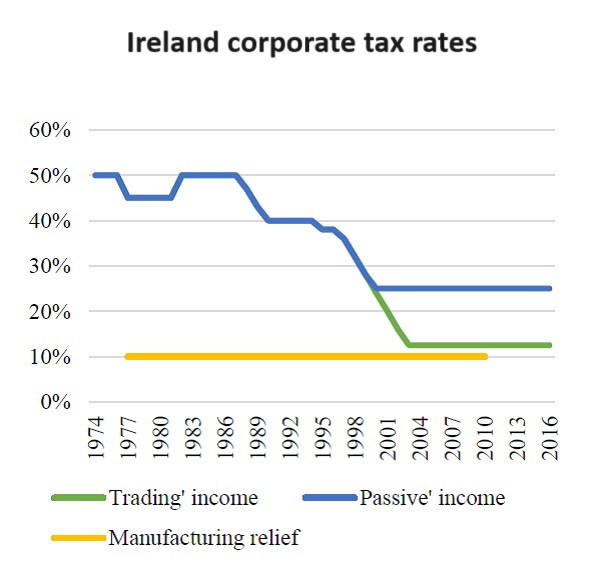 Ireland corporate tax rates
60%
50%
40%
30%
20%
10%
0%
1974 1977 1980 1983 1986 1989 1992 1995 1998 2001 2004 2007 2010 2013 2016
Trading' income Passive' income
Manufacturing relief